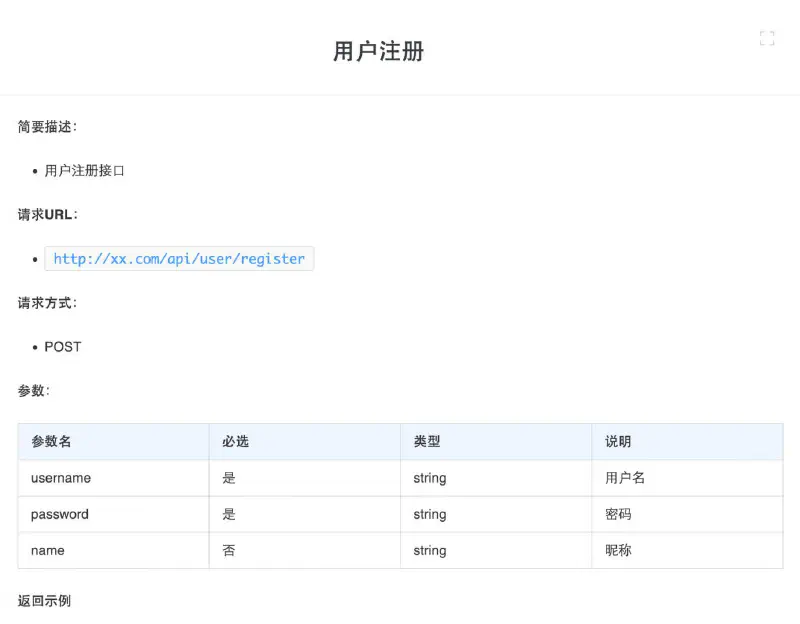 用户注册
简要描述：
用户注册接口
请求URL：
http://xx.com/api/user/register
请求方式：
POST
参数：
参数名 必选 类型 说明
username 是 string 用户名
password 是 string 密码
name 否 string 昵称
返回示例